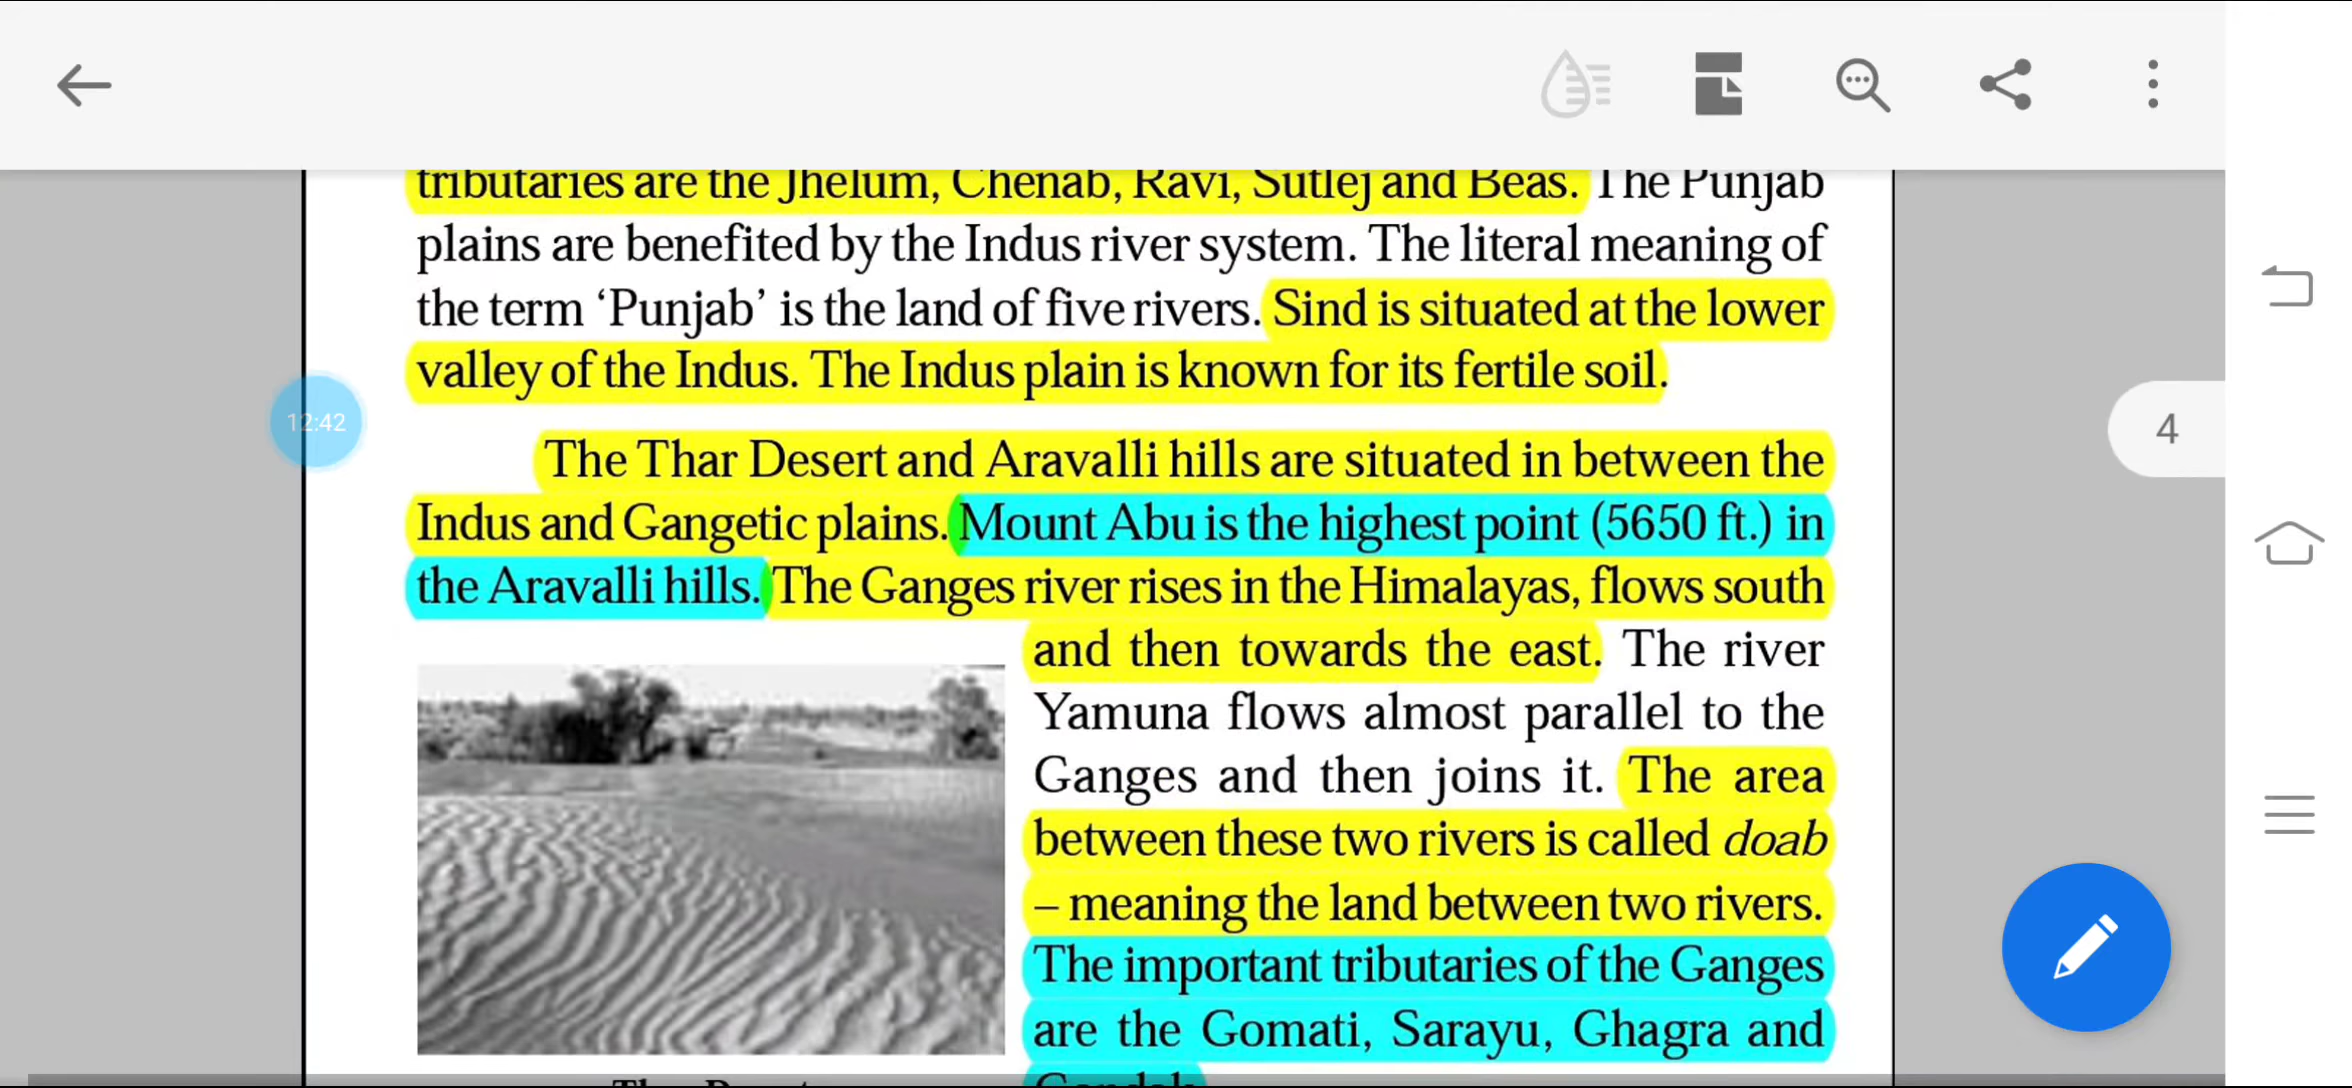 tributaries are the Jhelum, Chenab, Ravi, Sutlej and Beas. The Punjab
plains are benefited by the Indus river system. The literal meaning of
the term ‘Punjab’ is the land of five rivers. Sind is situated at the lower
valley of the Indus. The Indus plain is known for its fertile soil.
12:42
4
The Thar Desert and Aravalli hills are situated in between the
Indus and Gangetic plains. Mount Abu is the highest point (5650 ft.) in
the Aravalli hills. The Ganges river rises in the Himalayas, flows south
and then towards the east. The river
Yamuna flows almost parallel to the
Ganges and then joins it. The area
between these two rivers is called doab
– meaning the land between two rivers.
The important tributaries of the Ganges
are the Gomati, Sarayu, Ghagra and